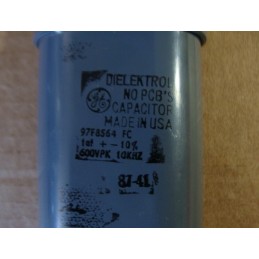 DIELEKTROL
NO PCB'S
CAPACITOR
MADE IN USA
97F8564 FC
1uf + - 10%
600VPK 10KHZ
87-41